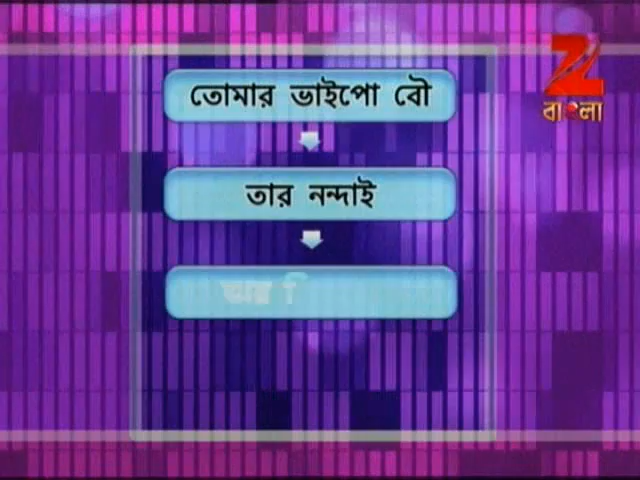 তোমার ভাইপো বৌ
বাংলা
তার নন্দাই